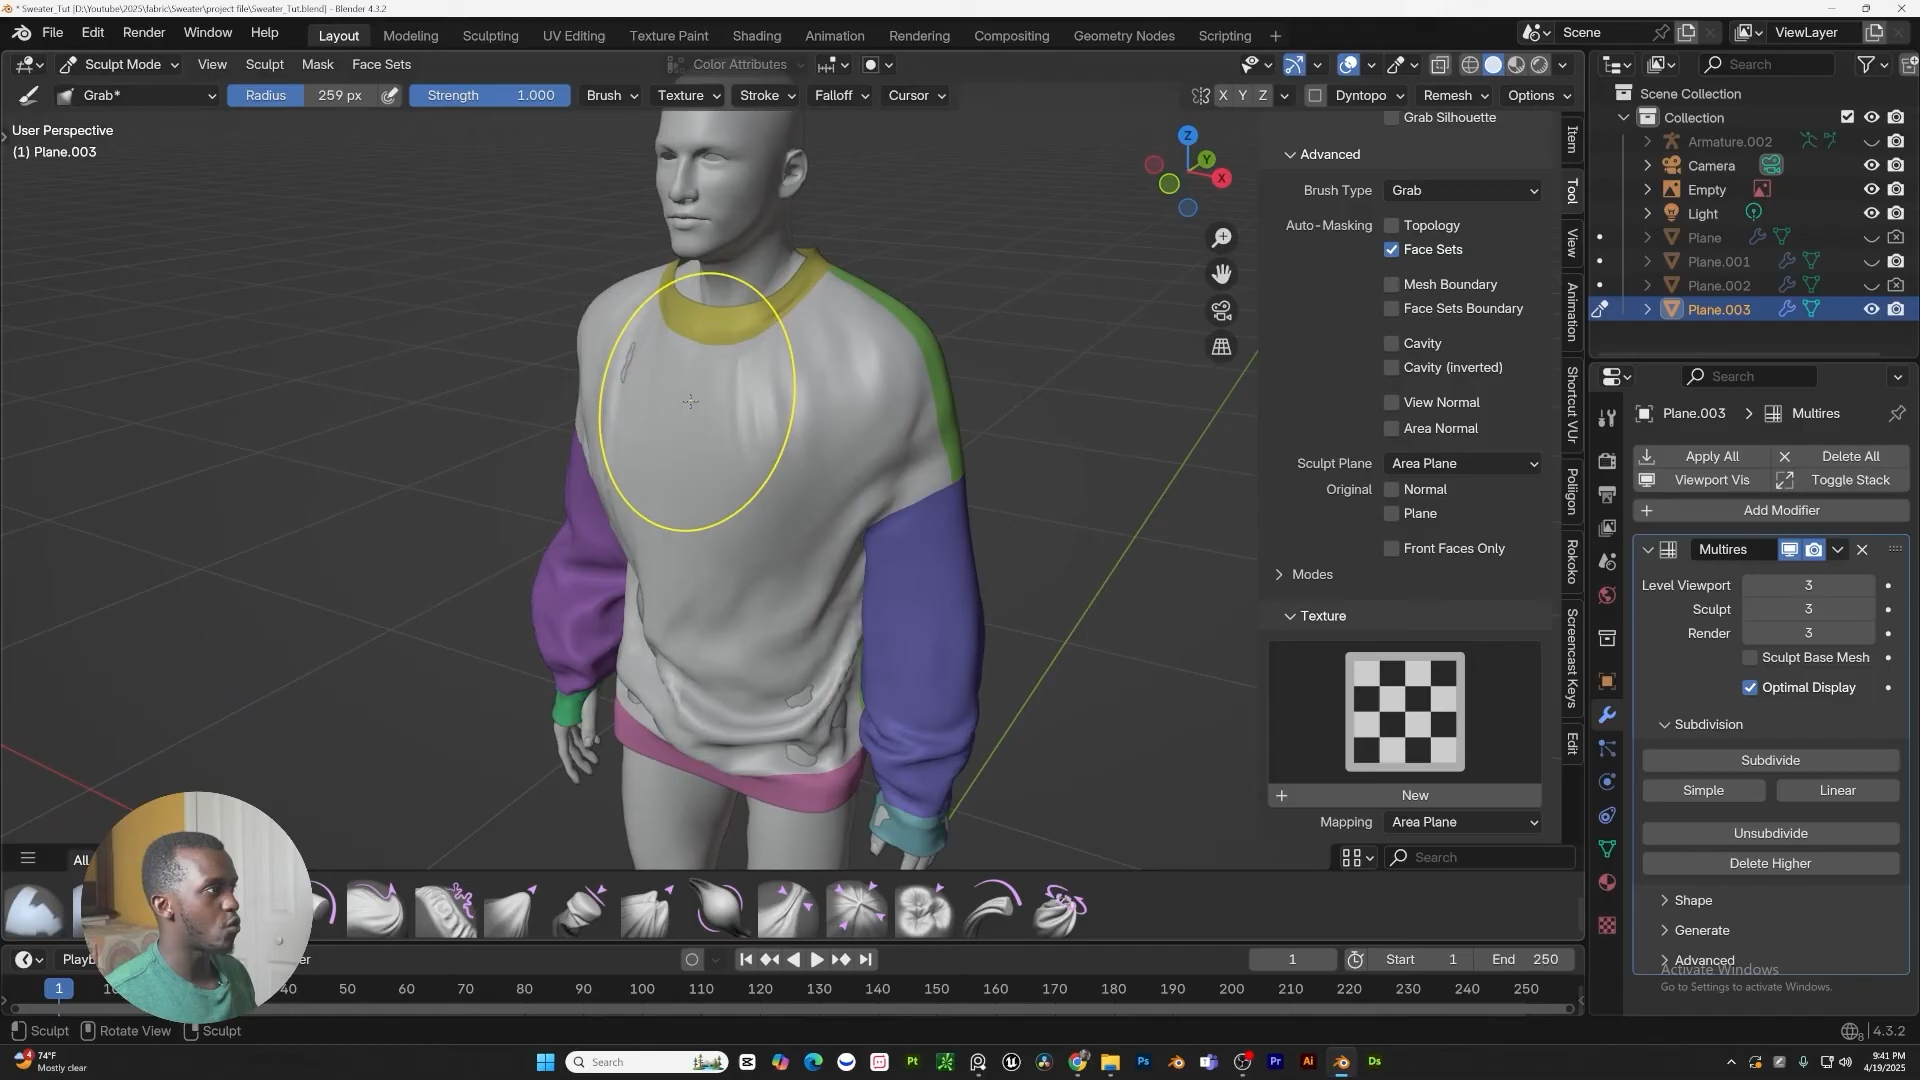 * Sweater_Tut [D:\Youtube\2025\fabric\Sweater\project file\Sweater_Tut.blend] - Blender 4.3.2
File Edit Render Window Help Layout Modeling Sculpting UV Editing Texture Paint Shading Animation Rendering Compositing Geometry Nodes Scripting + Scene ViewLayer
Sculpt Mode View Sculpt Mask Face Sets Color Attributes Search
Grab* Radius 259 px Strength 1.000 Brush Texture Stroke Falloff Cursor X Y Z Dyntopo Remesh Options
User Perspective
(1) Plane.003
Z
Y
X
Grab Silhouette
Advanced
Brush Type Grab
Auto-Masking Topology
Face Sets
Mesh Boundary
Face Sets Boundary
Cavity
Cavity (inverted)
View Normal
Area Normal
Sculpt Plane Area Plane
Original Normal
Plane
Front Faces Only
Modes
Texture
+ New
Mapping Area Plane
Search
Item
Tool
View
Animation
Shortcut VUr
Poliigon
Rokoko
Screencast Keys
Edit
Scene Collection
Collection
Armature.002
Camera
Empty
Light
Plane
Plane.001
Plane.002
Plane.003
Search
Plane.003 > Multires
Apply All Delete All
Viewport Vis Toggle Stack
+ Add Modifier
Multires
Level Viewport 3
Sculpt 3
Render 3
Sculpt Base Mesh
Optimal Display
Subdivision
Subdivide
Simple Linear
Unsubdivide
Delete Higher
Shape
Generate
Advanced
Activate Windows
Go to Settings to activate Windows.
All
Playb er 1 Start 1 End 250
1 40 50 60 70 80 90 100 110 120 130 140 150 160 170 180 190 200 210 220 230 240 250
Sculpt Rotate View Sculpt 4.3.2
74°F
Mostly clear
Search
Pt
Ps
Pr
Ai
Ds
9:41 PM
4/19/2025